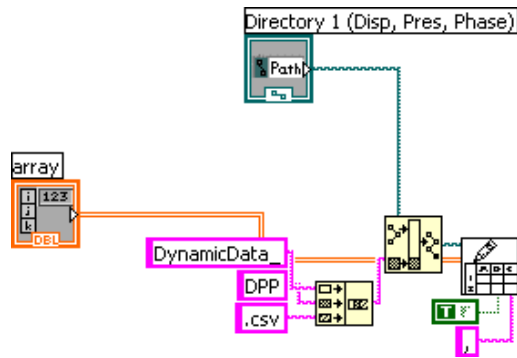 Directory 1 (Disp, Pres, Phase)
Path
array
i
j
k
123
DBL
DynamicData_
DPP
.csv
T F
,